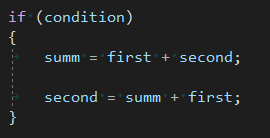 if (condition)
{
    summ = first + second;

    second = summ + first;
}